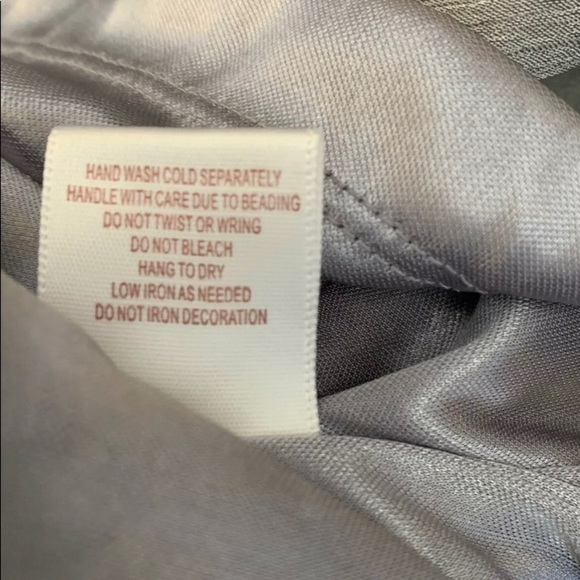 HAND WASH COLD SEPARATELY
HANDLE WITH CARE DUE TO BEADING
DO NOT TWIST OR WRING
DO NOT BLEACH
HANG TO DRY
LOW IRON AS NEEDED
DO NOT IRON DECORATION